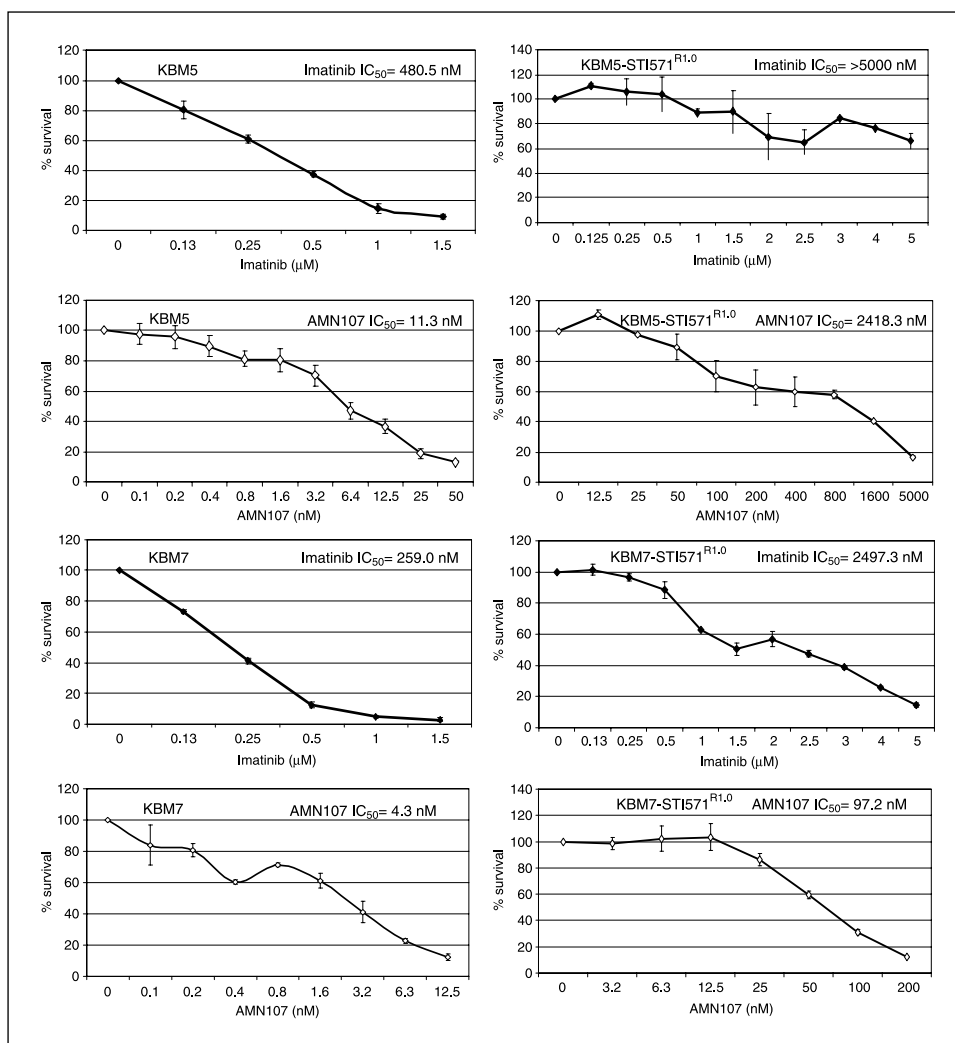 KBM5
Imatinib IC50= 480.5 nM
% survival
120
100
80
60
40
20
0
0 0.13 0.25 0.5 1 1.5
Imatinib (μM)
KBM5-STI571R1.0
Imatinib IC50= >5000 nM
% survival
140
120
100
80
60
40
20
0
0 0.125 0.25 0.5 1 1.5 2 2.5 3 4 5
Imatinib (μM)
KBM5
AMN107 IC50= 11.3 nM
% survival
120
100
80
60
40
20
0
0 0.1 0.2 0.4 0.8 1.6 3.2 6.4 12.5 25 50
AMN107 (nM)
KBM5-STI571R1.0
AMN107 IC50= 2418.3 nM
% survival
120
100
80
60
40
20
0
0 12.5 25 50 100 200 400 800 1600 5000
AMN107 (nM)
KBM7
Imatinib IC50= 259.0 nM
% survival
120
100
80
60
40
20
0
0 0.13 0.25 0.5 1 1.5
Imatinib (μM)
KBM7-STI571R1.0
Imatinib IC50= 2497.3 nM
% survival
120
100
80
60
40
20
0
0 0.13 0.25 0.5 1 1.5 2 2.5 3 4 5
Imatinib (μM)
KBM7
AMN107 IC50= 4.3 nM
% survival
120
100
80
60
40
20
0
0 0.1 0.2 0.4 0.8 1.6 3.2 6.3 12.5
AMN107 (nM)
KBM7-STI571R1.0
AMN107 IC50= 97.2 nM
% survival
140
120
100
80
60
40
20
0
0 3.2 6.3 12.5 25 50 100 200
AMN107 (nM)